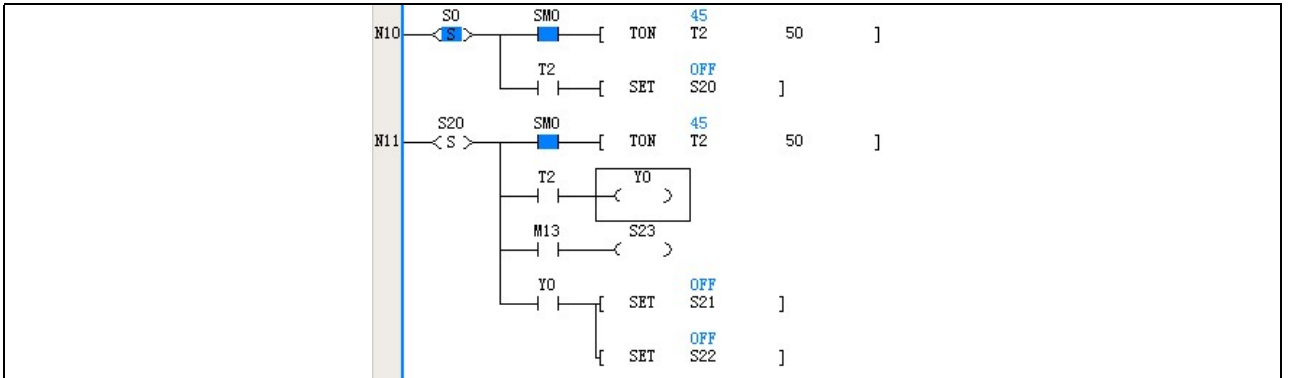 S0 SM0 45
N10 S TON T2 50
T2 OFF
SET S20
S20 SM0 45
N11 S TON T2 50
T2 Y0
M13 S23
Y0 OFF
SET S21
OFF
SET S22